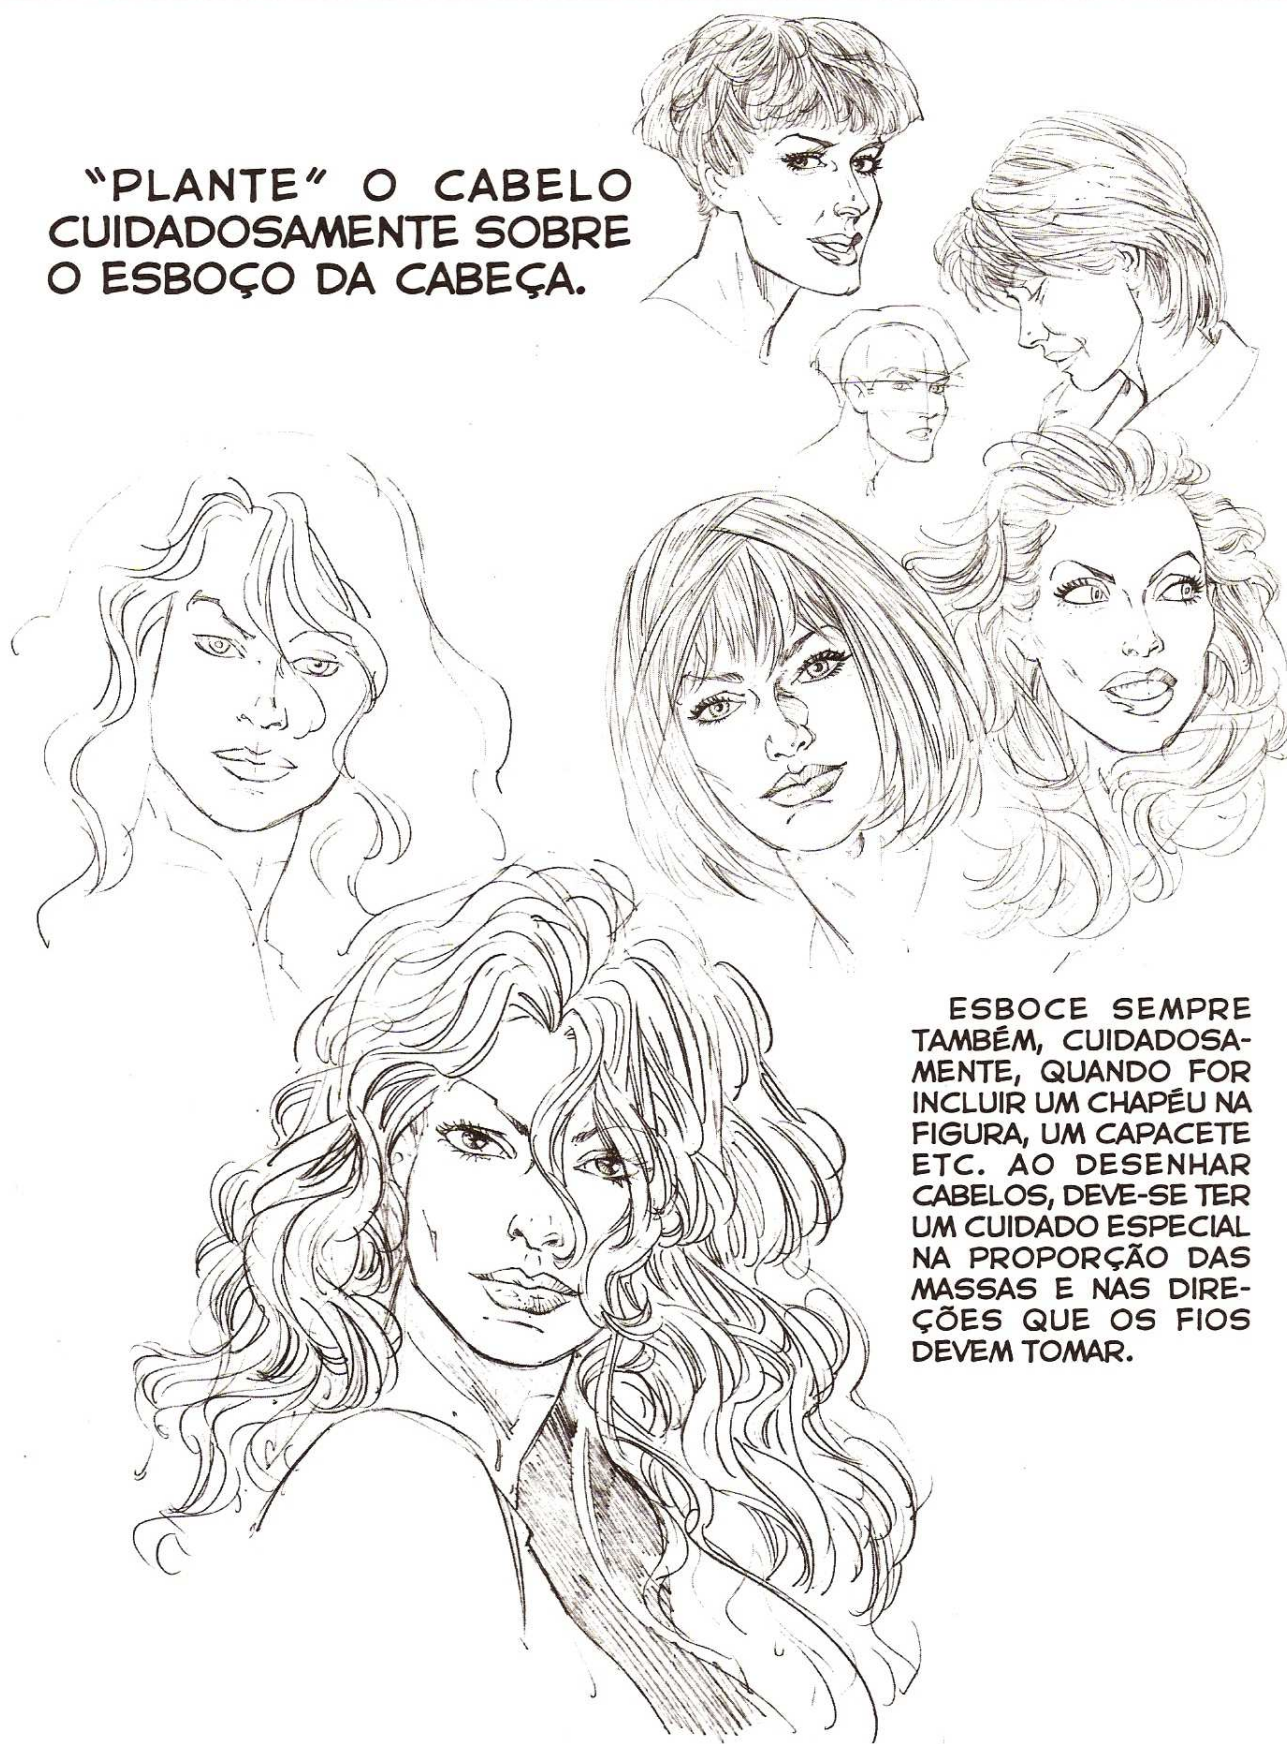 "PLANTE" O CABELO
CUIDADOSAMENTE SOBRE
O ESBOÇO DA CABEÇA.
ESBOCE SEMPRE
TAMBÉM, CUIDADOSA-
MENTE, QUANDO FOR
INCLUIR UM CHAPÉU NA
FIGURA, UM CAPACETE
ETC. AO DESENHAR
CABELOS, DEVE-SE TER
UM CUIDADO ESPECIAL
NA PROPORÇÃO DAS
MASSAS E NAS DIRE-
ÇÕES QUE OS FIOS
DEVEM TOMAR.